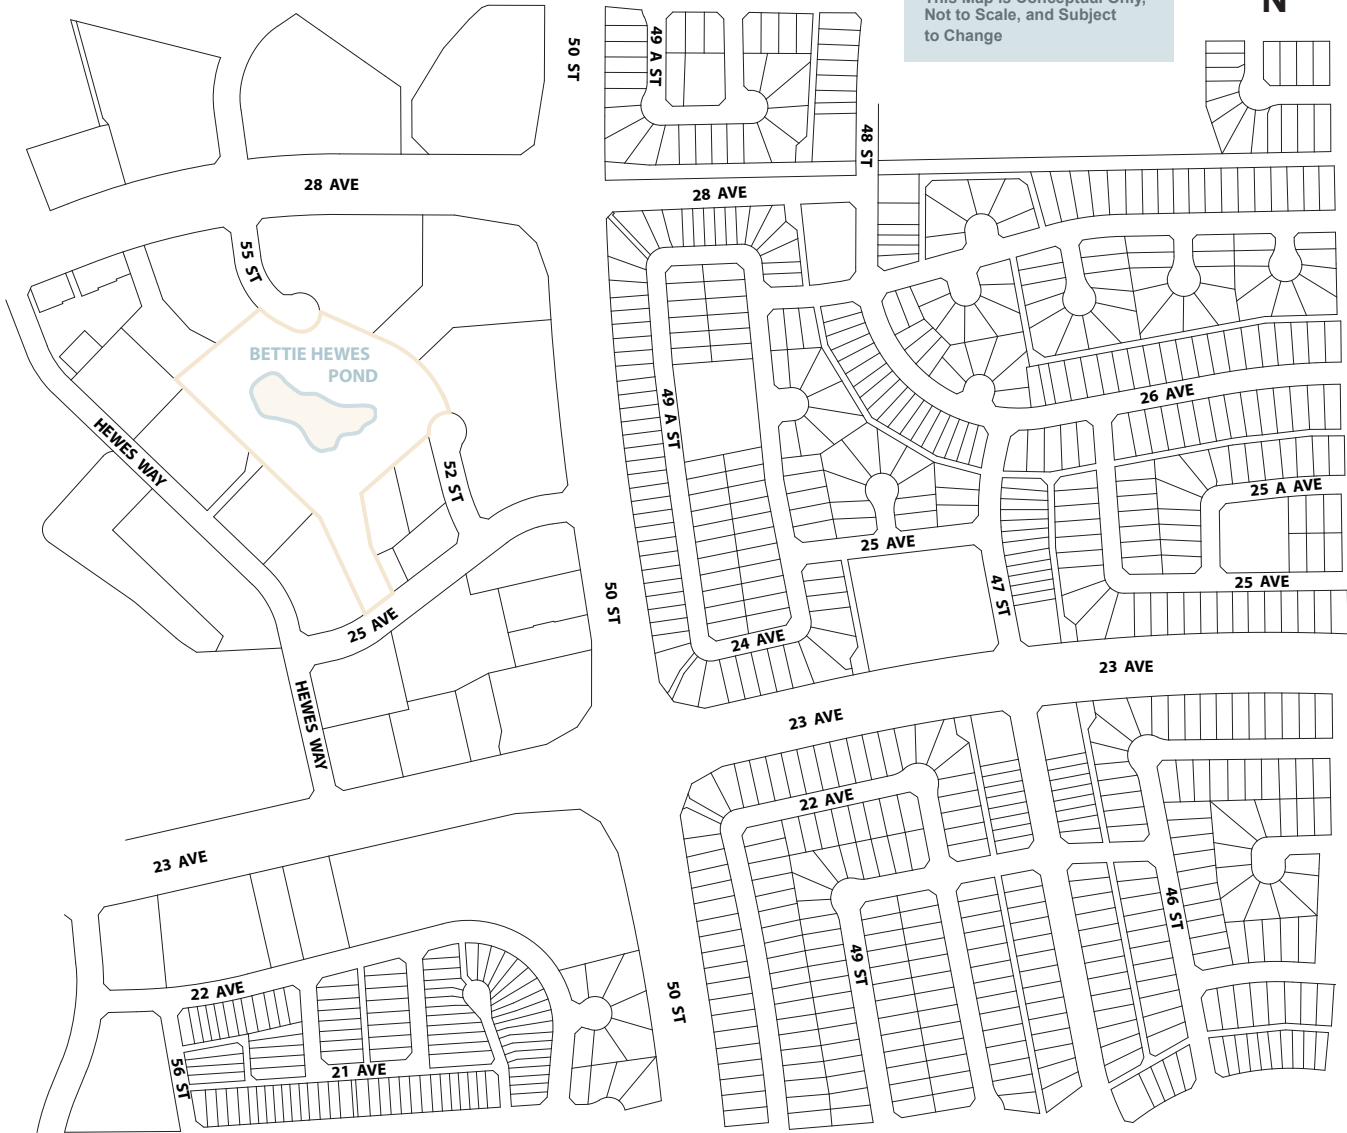 This Map is Conceptual Only,
Not to Scale, and Subject
to Change
N
50 ST
49 A ST
48 ST
28 AVE
28 AVE
55 ST
BETTIE HEWES
POND
49 A ST
26 AVE
HEWES WAY
52 ST
25 A AVE
25 AVE
25 AVE
47 ST
50 ST
25 AVE
24 AVE
23 AVE
HEWES WAY
23 AVE
22 AVE
23 AVE
46 ST
49 ST
22 AVE
50 ST
56 ST
21 AVE